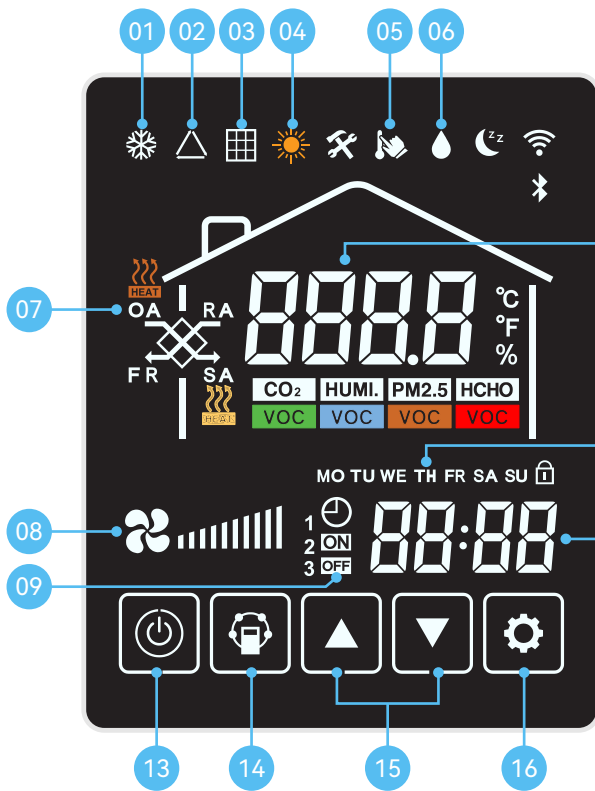 01 02 03 04 05 06
zz
HEAT
07 OA RA
888.8 °C
°F
%
FR SA
HEAT
CO₂ HUMI. PM2.5 HCHO
VOC VOC VOC VOC
MO TU WE TH FR SA SU
08
1
2 ON 88:88
3 OFF
09
13 14 15 16